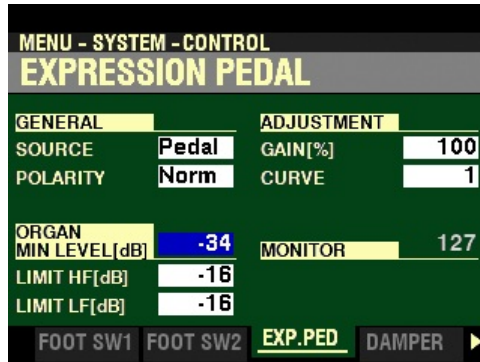 MENU - SYSTEM - CONTROL
EXPRESSION PEDAL
GENERAL
SOURCE Pedal
POLARITY Norm
ADJUSTMENT
GAIN[%] 100
CURVE 1
ORGAN
MIN LEVEL[dB] -34
LIMIT HF[dB] -16
LIMIT LF[dB] -16
MONITOR 127
FOOT SW1 FOOT SW2 EXP.PED DAMPER